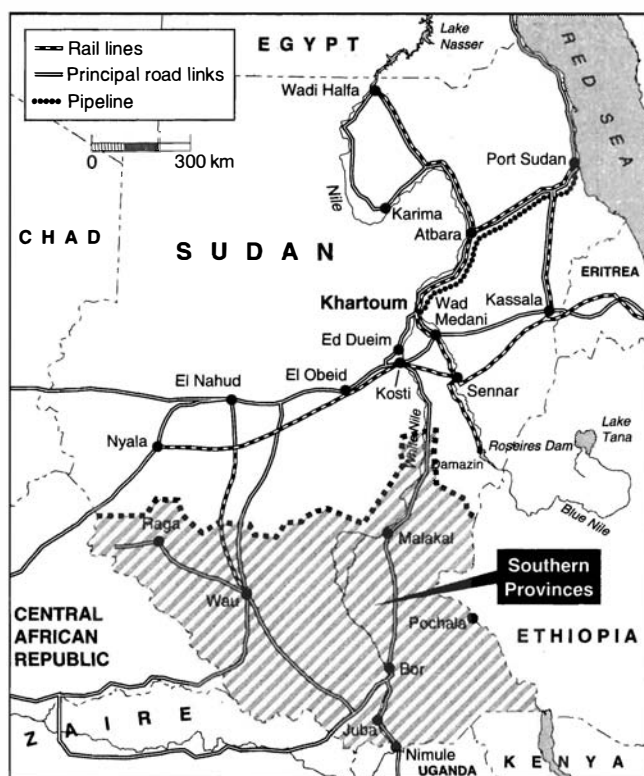 Rail lines
Principal road links
Pipeline
0 300 km
EGYPT
Lake
Nasser
RED SEA
Wadi Halfa
Port Sudan
Nile
Karima
Atbara
CHAD
SUDAN
ERITREA
Khartoum
Wad
Medani
Kassala
Ed Dueim
El Obeid
El Nahud
Kosti
Sennar
Nyala
White Nile
Damazin
Roseires Dam
Lake
Tana
Blue Nile
Raga
Malakal
Southern
Provinces
Wau
Pochala
CENTRAL
AFRICAN
REPUBLIC
ETHIOPIA
Bor
ZAIRE
Juba
Nimule
UGANDA
KENYA